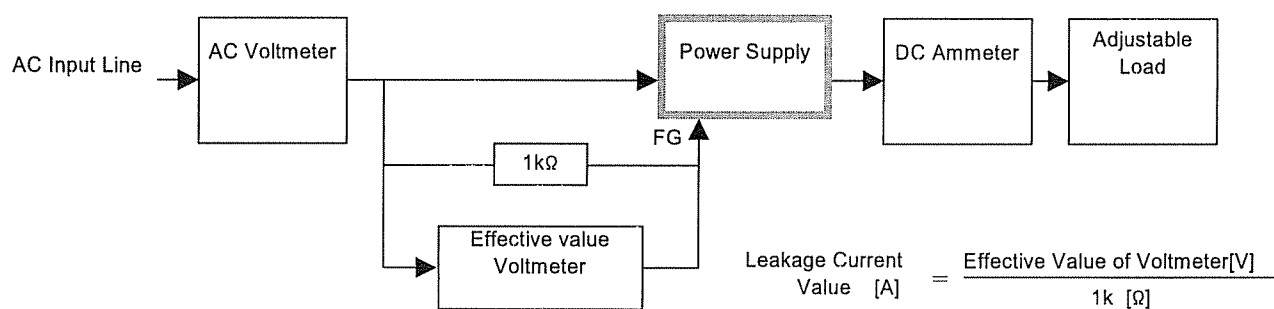 AC Input Line
AC Voltmeter
Power Supply
DC Ammeter
Adjustable
Load
FG
1kΩ
Effective value
Voltmeter
Leakage Current
Value [A]
= Effective Value of Voltmeter[V]
1k [Ω]